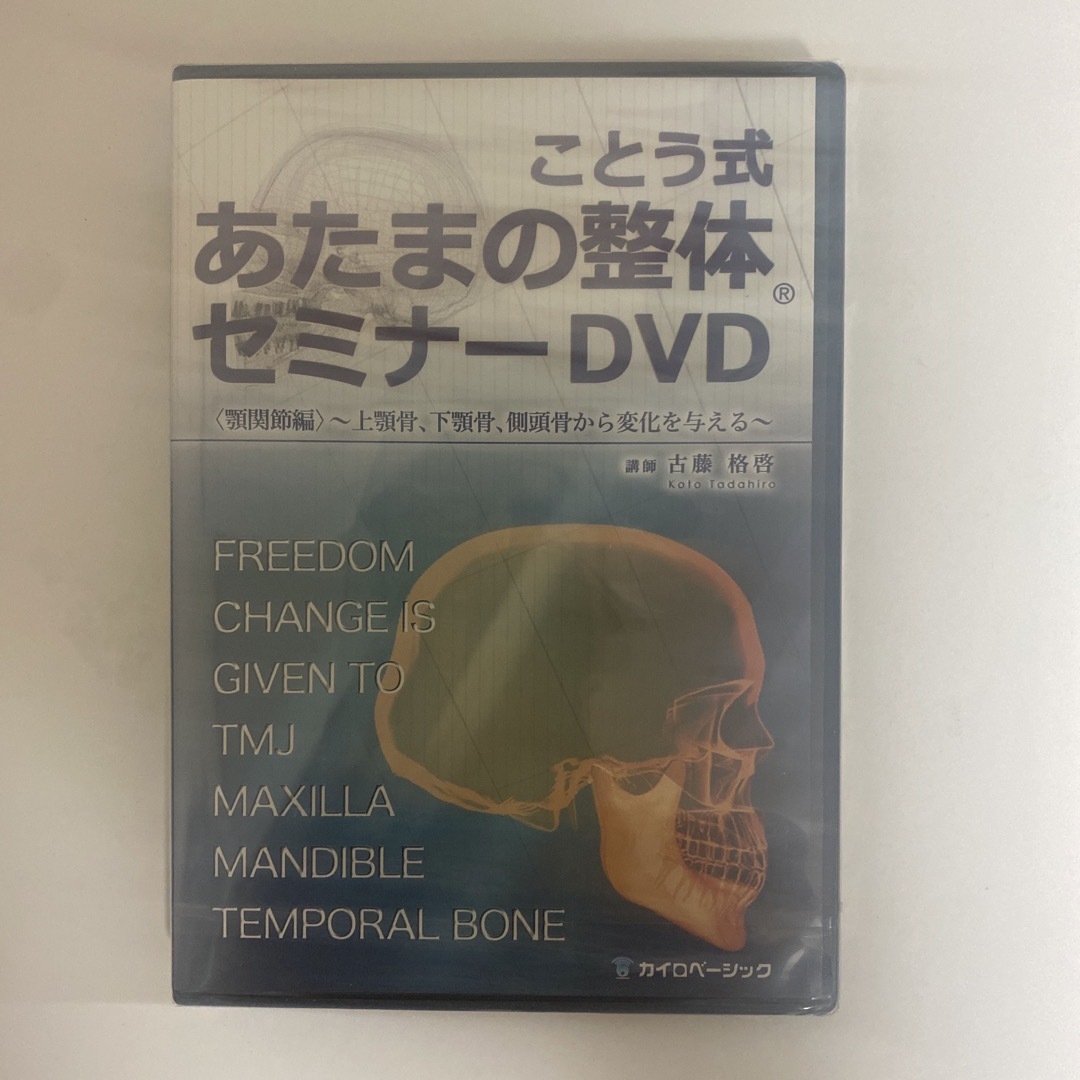 ことう式
あたまの整体®
セミナーDVD
〈顎関節編〉~上顎骨、下顎骨、側頭骨から変化を与える~
講師 古藤 格啓
Koto Tadahiro
FREEDOM
CHANGE IS
GIVEN TO
TMJ
MAXILLA
MANDIBLE
TEMPORAL BONE
カイロベーシック